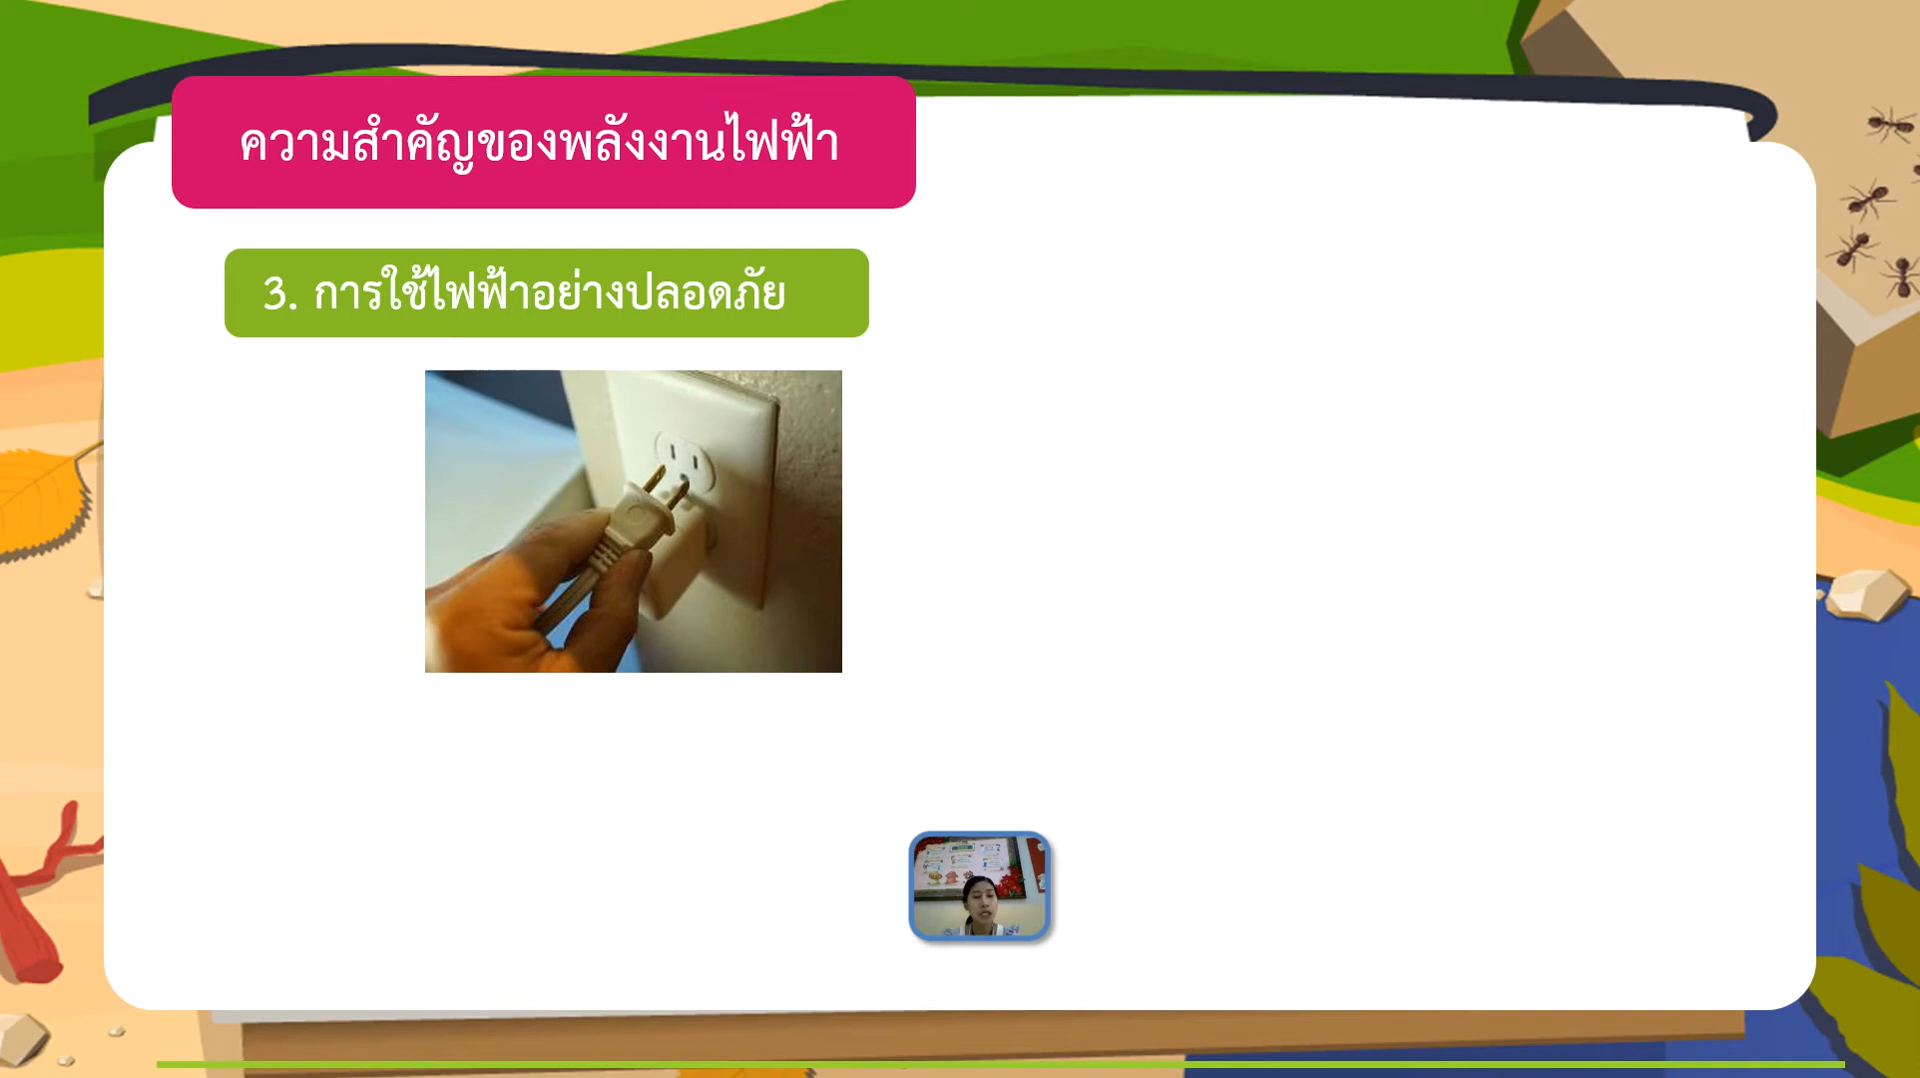 ความสำคัญของพลังงานไฟฟ้า
3. การใช้ไฟฟ้าอย่างปลอดภัย